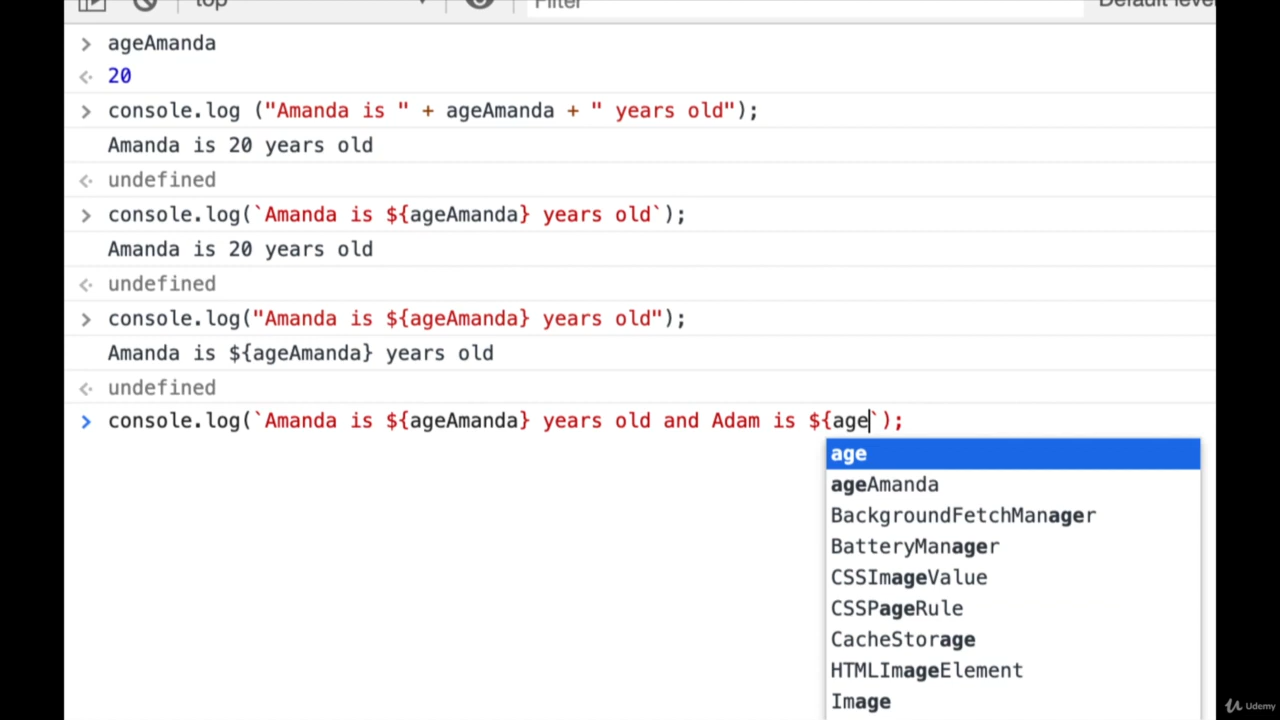 top Filter Default leve
> ageAmanda
20
> console.log ("Amanda is " + ageAmanda + " years old");
Amanda is 20 years old
undefined
> console.log(`Amanda is ${ageAmanda} years old`);
Amanda is 20 years old
undefined
> console.log("Amanda is ${ageAmanda} years old");
Amanda is ${ageAmanda} years old
undefined
> console.log(`Amanda is ${ageAmanda} years old and Adam is ${age`);
age
ageAmanda
BackgroundFetchManager
BatteryManager
CSSImageValue
CSSPageRule
CacheStorage
HTMLImageElement
Image
Udemy